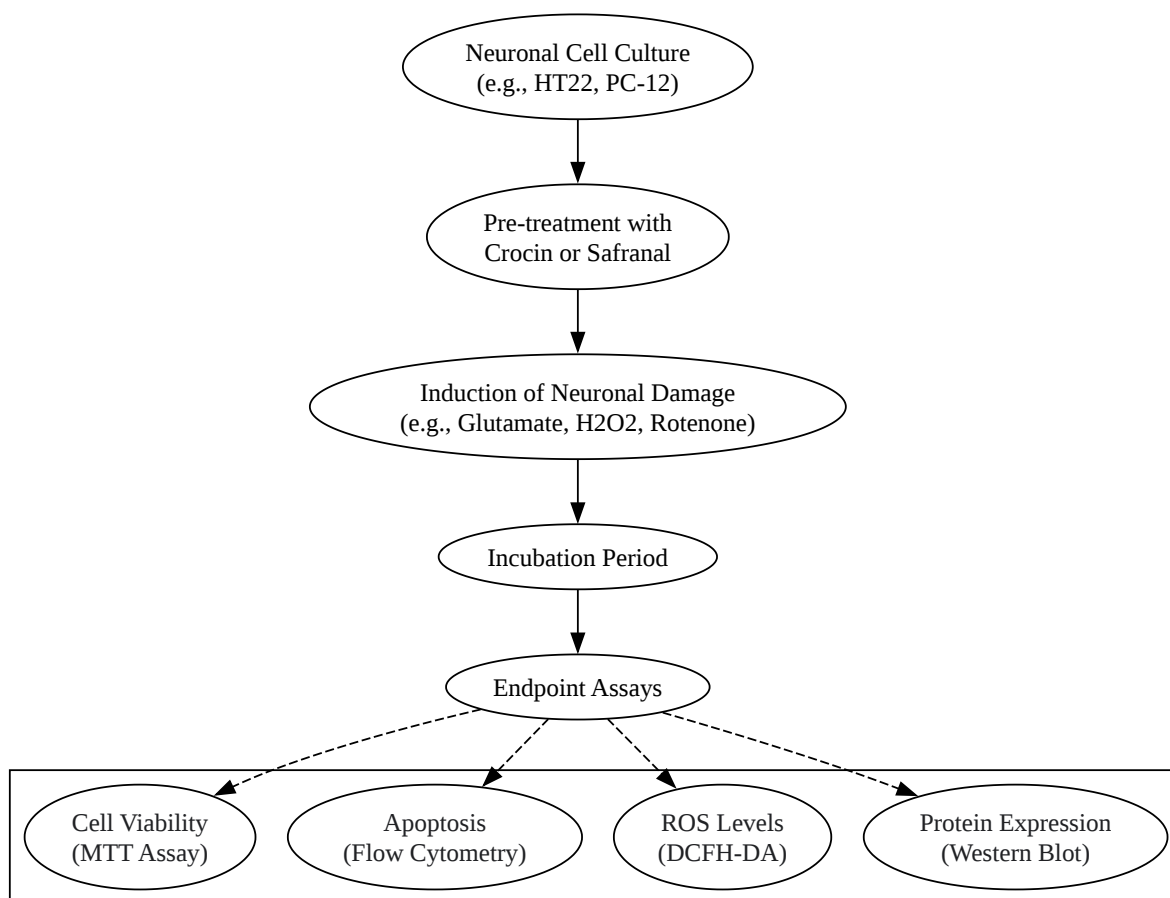 Neuronal Cell Culture
(e.g., HT22, PC-12)
Pre-treatment with
Crocin or Safranal
Induction of Neuronal Damage
(e.g., Glutamate, H2O2, Rotenone)
Incubation Period
Endpoint Assays
Cell Viability
(MTT Assay)
Apoptosis
(Flow Cytometry)
ROS Levels
(DCFH-DA)
Protein Expression
(Western Blot)